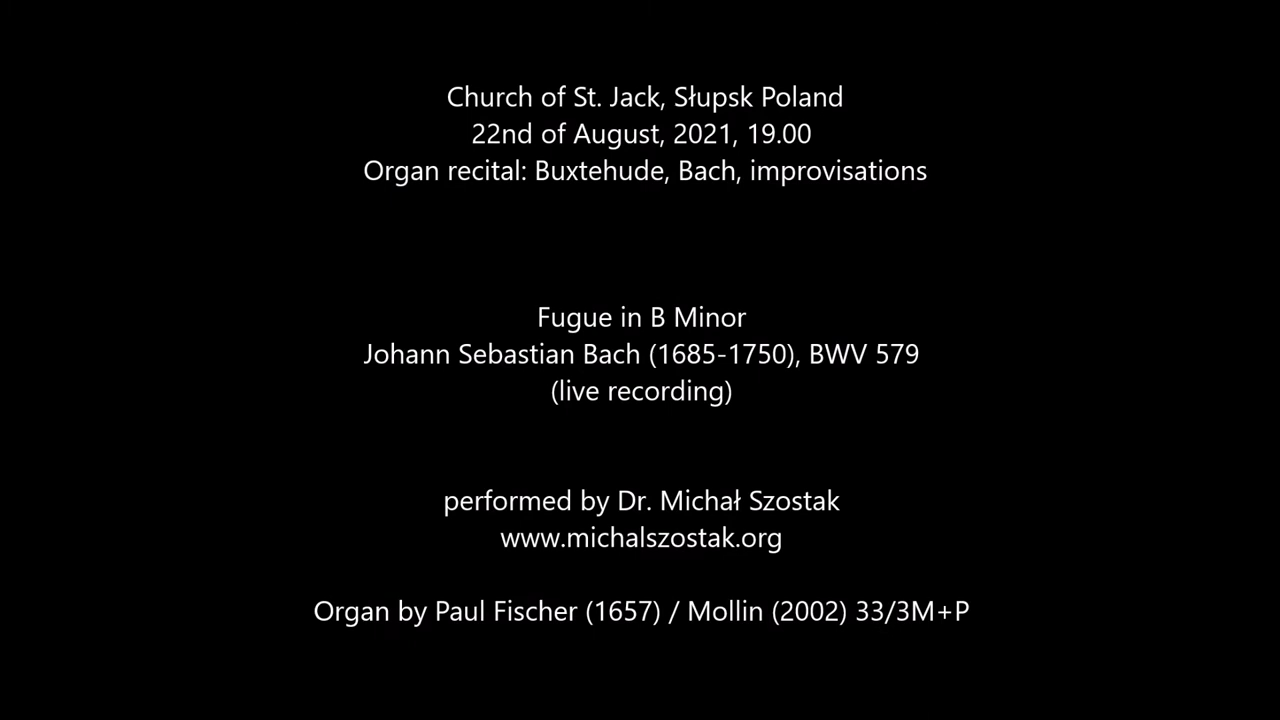 Church of St. Jack, Słupsk Poland
22nd of August, 2021, 19.00
Organ recital: Buxtehude, Bach, improvisations
Fugue in B Minor
Johann Sebastian Bach (1685-1750), BWV 579
(live recording)
performed by Dr. Michał Szostak
www.michalszostak.org
Organ by Paul Fischer (1657) / Mollin (2002) 33/3M+P